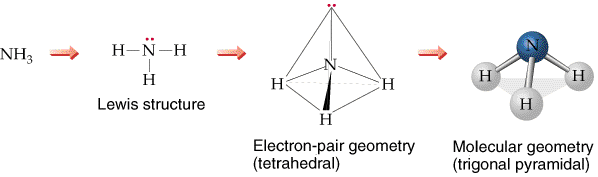 NH3
H–N–H
H
Lewis structure
N
H H
H
Electron-pair geometry
(tetrahedral)
N
H H
H
Molecular geometry
(trigonal pyramidal)